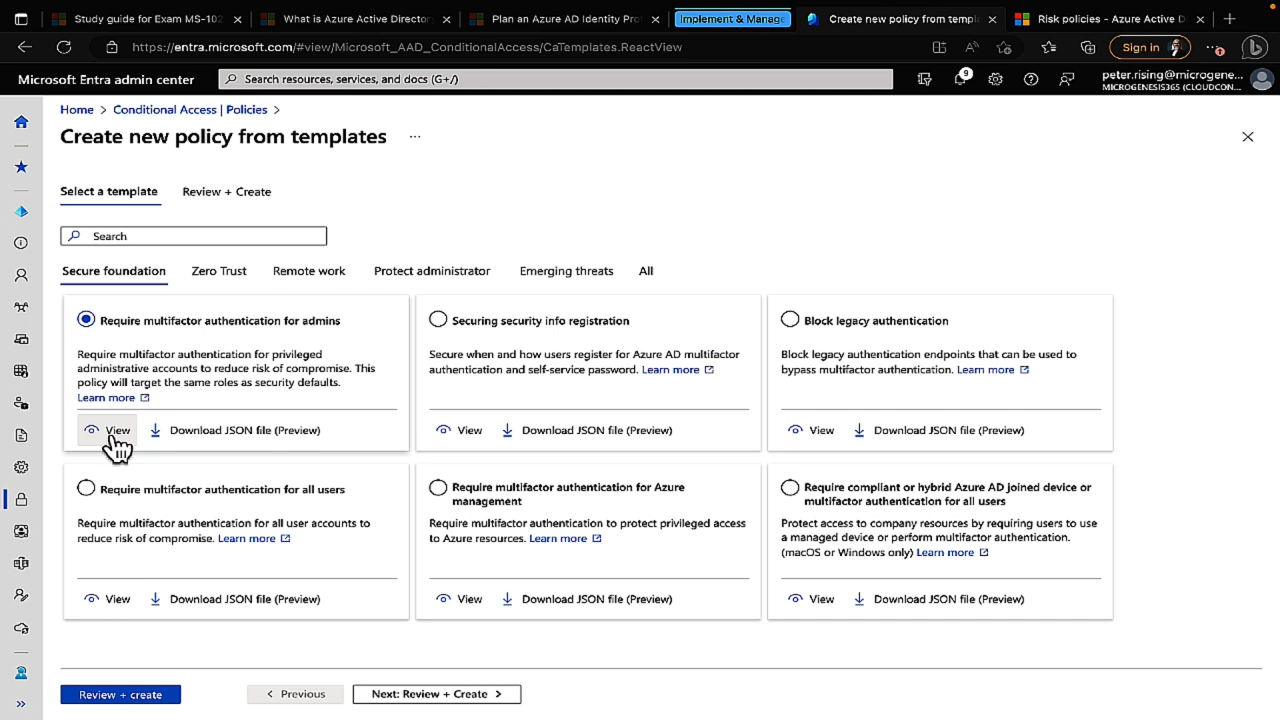 Study guide for Exam MS-102
What is Azure Active Director
Plan an Azure AD Identity Pro
Implement & Manage
Create new policy from templa
Risk policies - Azure Active D
https://entra.microsoft.com/#view/Microsoft_AAD_ConditionalAccess/CaTemplates.ReactView
Sign in
Microsoft Entra admin center
Search resources, services, and docs (G+/)
9
peter.rising@microgene...
MICROGENESIS365 (CLOUDCON...
Home > Conditional Access | Policies >
Create new policy from templates ...
Select a template
Review + Create
Search
Secure foundation
Zero Trust
Remote work
Protect administrator
Emerging threats
All
Require multifactor authentication for admins
Require multifactor authentication for privileged
administrative accounts to reduce risk of compromise. This
policy will target the same roles as security defaults.
Learn more
View
Download JSON file (Preview)
Securing security info registration
Secure when and how users register for Azure AD multifactor
authentication and self-service password. Learn more
View
Download JSON file (Preview)
Block legacy authentication
Block legacy authentication endpoints that can be used to
bypass multifactor authentication. Learn more
View
Download JSON file (Preview)
Require multifactor authentication for all users
Require multifactor authentication for all user accounts to
reduce risk of compromise. Learn more
View
Download JSON file (Preview)
Require multifactor authentication for Azure
management
Require multifactor authentication to protect privileged access
to Azure resources. Learn more
View
Download JSON file (Preview)
Require compliant or hybrid Azure AD joined device or
multifactor authentication for all users
Protect access to company resources by requiring users to use
a managed device or perform multifactor authentication.
(macOS or Windows only) Learn more
View
Download JSON file (Preview)
Review + create
< Previous
Next: Review + Create >